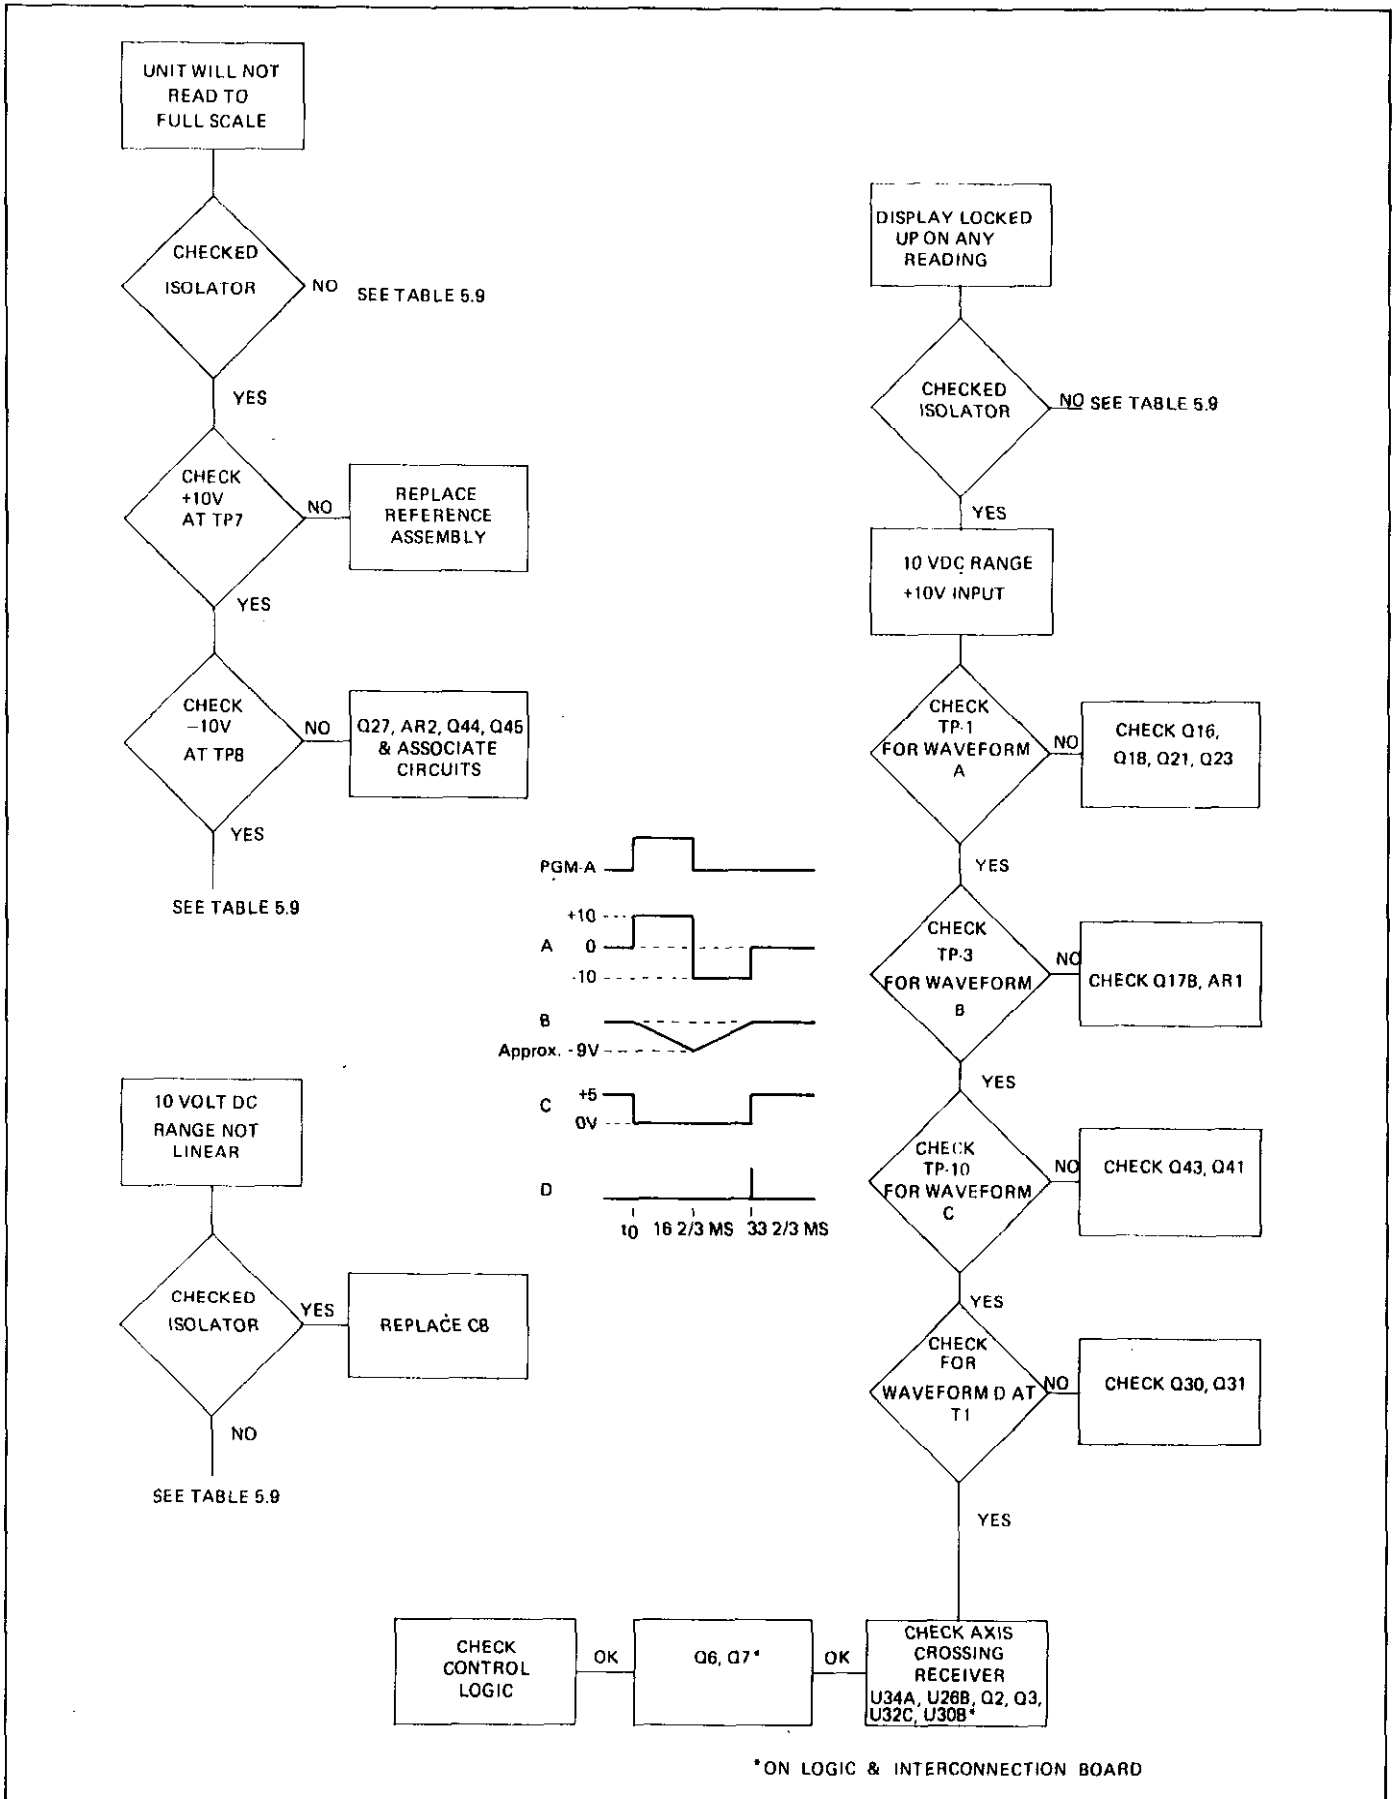 UNIT WILL NOT
READ TO
FULL SCALE
CHECKED
ISOLATOR
NO
SEE TABLE 5.9
YES
CHECK
+10V
AT TP7
NO
REPLACE
REFERENCE
ASSEMBLY
YES
CHECK
–10V
AT TP8
NO
Q27, AR2, Q44, Q45
& ASSOCIATE
CIRCUITS
YES
SEE TABLE 5.9
10 VOLT DC
RANGE NOT
LINEAR
CHECKED
ISOLATOR
YES
REPLACE C8
NO
SEE TABLE 5.9
PGM-A
+10
A 0
-10
B
Approx. -9V
C +5
0V
D
t0 16 2/3 MS 33 2/3 MS
DISPLAY LOCKED
UP ON ANY
READING
CHECKED
ISOLATOR
NO SEE TABLE 5.9
YES
10 VDC RANGE
+10V INPUT
CHECK
TP-1
FOR WAVEFORM
A
NO
CHECK Q16,
Q18, Q21, Q23
YES
CHECK
TP-3
FOR WAVEFORM
B
NO
CHECK Q17B, AR1
YES
CHECK
TP-10
FOR WAVEFORM
C
NO
CHECK Q43, Q41
YES
CHECK
FOR
WAVEFORM D AT
T1
NO
CHECK Q30, Q31
YES
CHECK AXIS
CROSSING
RECEIVER
U34A, U26B, Q2, Q3,
U32C, U30B*
OK
Q6, Q7*
OK
CHECK
CONTROL
LOGIC
*ON LOGIC & INTERCONNECTION BOARD